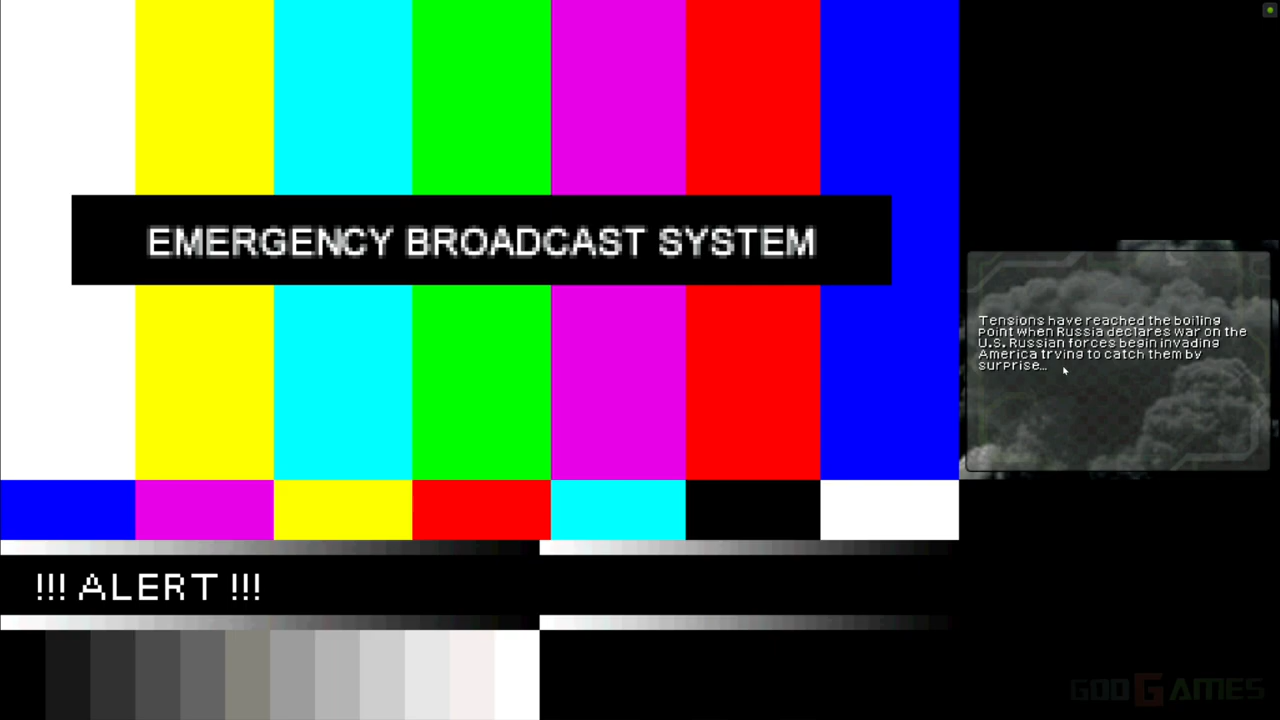 EMERGENCY BROADCAST SYSTEM
Tensions have reached the boiling
point when Russia declares war on the
U.S. Russian forces begin invading
America trying to catch them by
surprise...
!!! ALERT !!!
GODGAMES